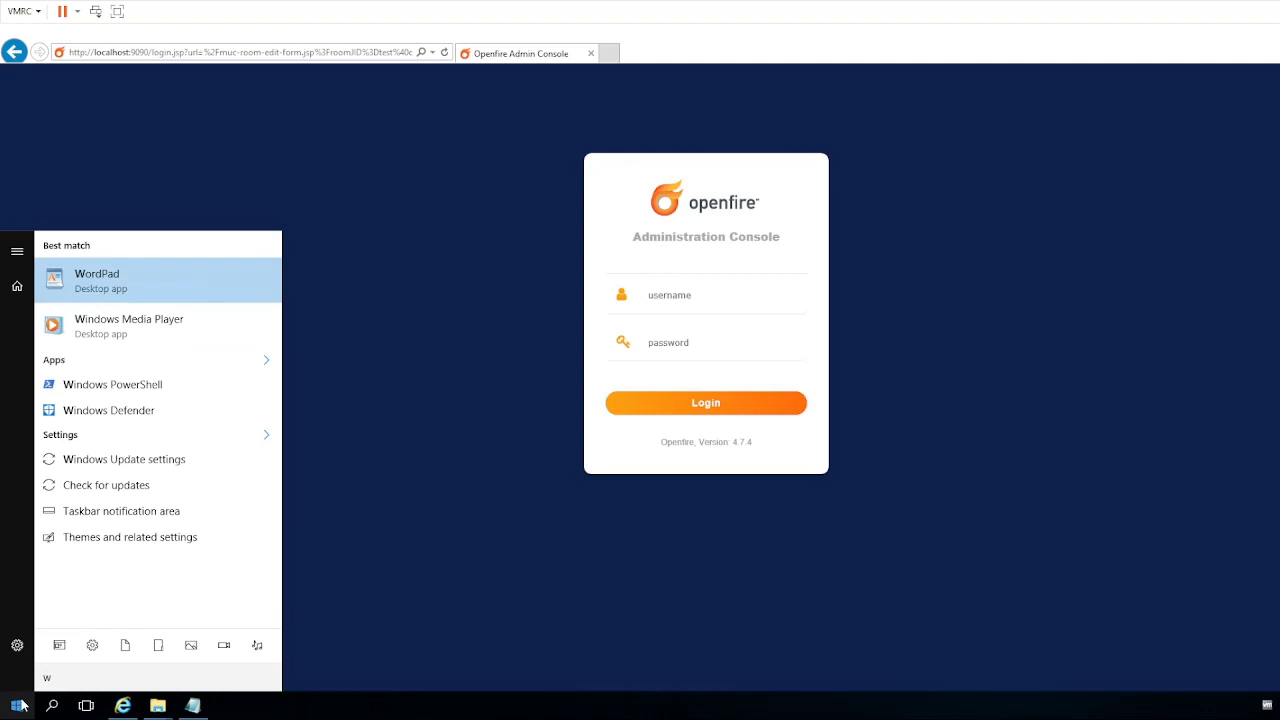 VMRC
http://localhost:9090/login.jsp?url=%2Fmuc-room-edit-form.jsp%3FroomJID%3Dtest%40c
Openfire Admin Console
openfire™
Administration Console
username
password
Login
Openfire, Version: 4.7.4
Best match
WordPad
Desktop app
Windows Media Player
Desktop app
Apps
Windows PowerShell
Windows Defender
Settings
Windows Update settings
Check for updates
Taskbar notification area
Themes and related settings
w
vm